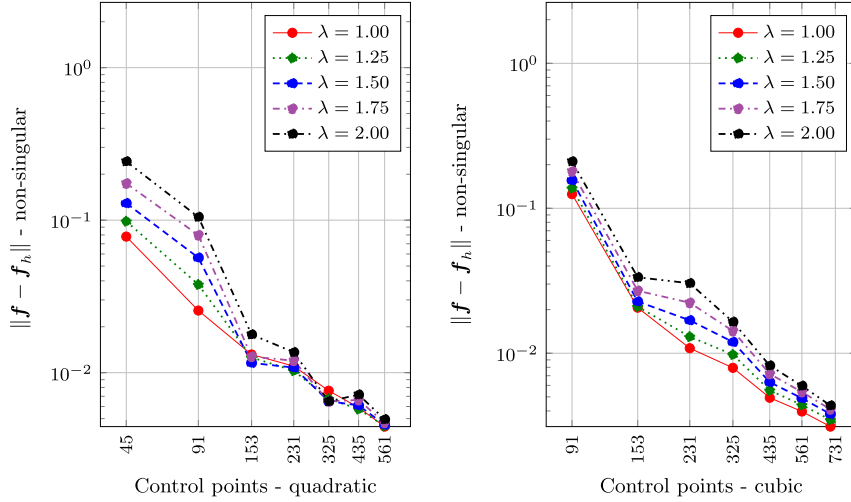 10^0
10^{-1}
10^{-2}
‖f − f_h‖ - non-singular
λ = 1.00
λ = 1.25
λ = 1.50
λ = 1.75
λ = 2.00
45 91 153 231 325 435 561
Control points - quadratic
10^0
10^{-1}
10^{-2}
‖f − f_h‖ - non-singular
λ = 1.00
λ = 1.25
λ = 1.50
λ = 1.75
λ = 2.00
91 153 231 325 435 561 731
Control points - cubic